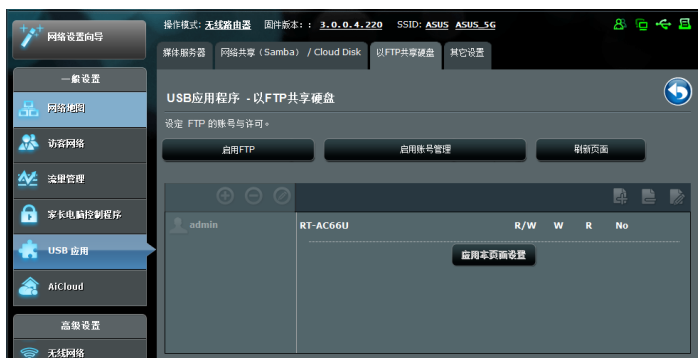 操作模式: 无线路由器 固件版本: : 3.0.0.4.220 SSID: ASUS ASUS_5G
网络设置向导
媒体服务器 网络共享 (Samba) / Cloud Disk 以FTP共享硬盘 其它设置
一般设置
网络地图
访客网络
流量管理
家长电脑控制程序
USB 应用
AiCloud
高级设置
无线网络
USB应用程序 - 以FTP共享硬盘
设定 FTP 的账号与许可。
启用FTP 启用账号管理 刷新页面
admin RT-AC66U R/W W R No
应用本页面设置